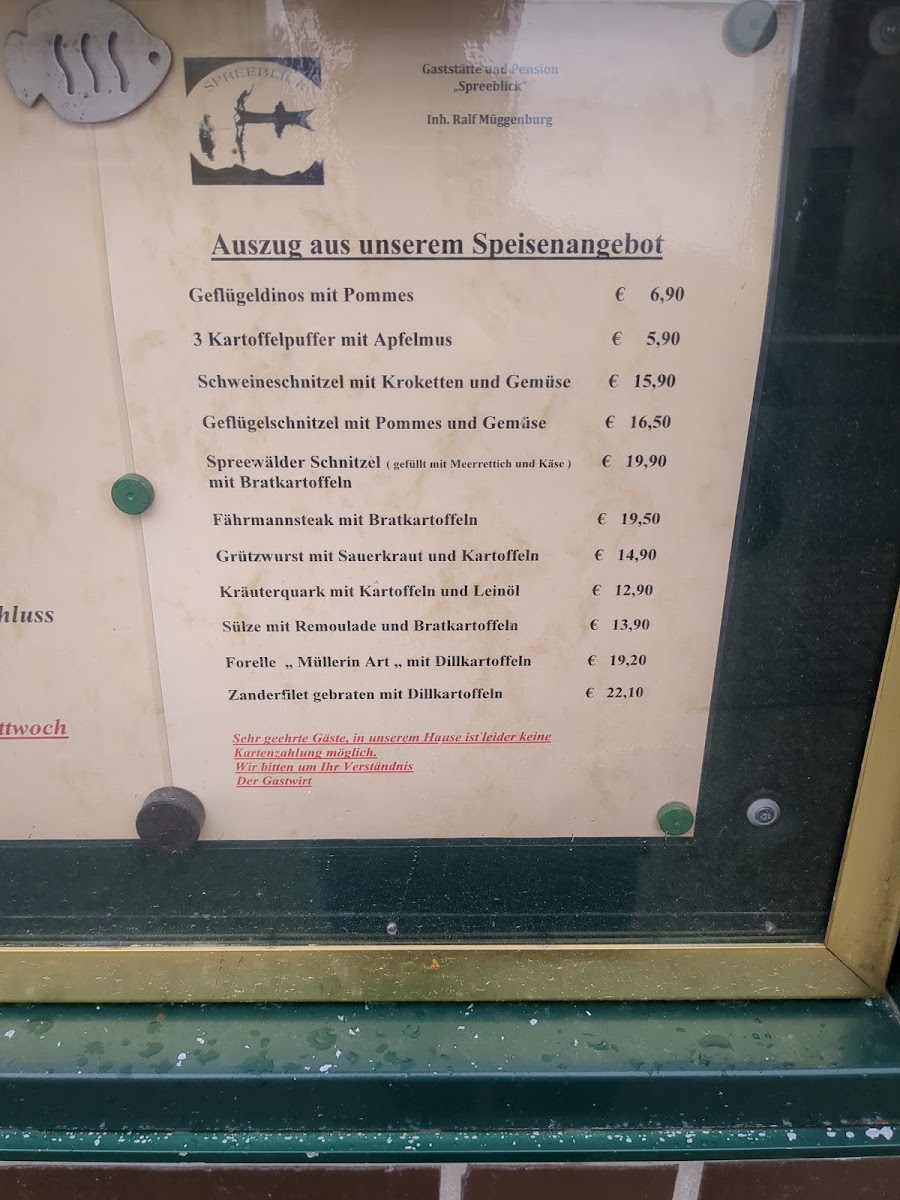 SPREEBLICK
Gaststätte und Pension
„Spreeblick“
Inh. Ralf Müggenburg
Auszug aus unserem Speisenangebot
Geflügeldinos mit Pommes € 6,90
3 Kartoffelpuffer mit Apfelmus € 5,90
Schweineschnitzel mit Kroketten und Gemüse € 15,90
Geflügelschnitzel mit Pommes und Gemüse € 16,50
Spreewälder Schnitzel ( gefüllt mit Meerrettich und Käse ) € 19,90
mit Bratkartoffeln
Fährmannsteak mit Bratkartoffeln € 19,50
Grützwurst mit Sauerkraut und Kartoffeln € 14,90
Kräuterquark mit Kartoffeln und Leinöl € 12,90
Sülze mit Remoulade und Bratkartoffeln € 13,90
Forelle „ Müllerin Art „ mit Dillkartoffeln € 19,20
Zanderfilet gebraten mit Dillkartoffeln € 22,10
Sehr geehrte Gäste, in unserem Hause ist leider keine
Kartenzahlung möglich.
Wir bitten um Ihr Verständnis
Der Gastwirt
hluss
ttwoch